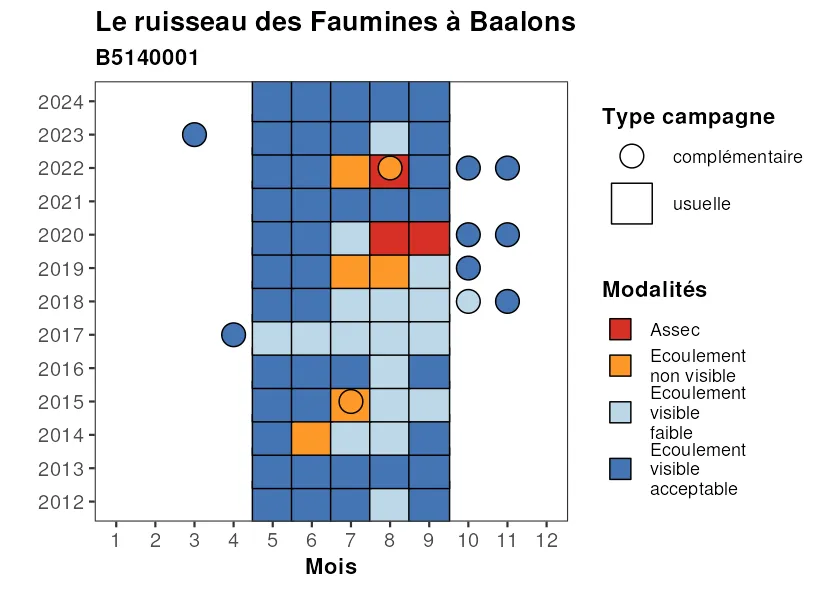 Le ruisseau des Faumines à Baalons
B5140001
2024
2023
2022
2021
2020
2019
2018
2017
2016
2015
2014
2013
2012
1 2 3 4 5 6 7 8 9 10 11 12
Mois
Type campagne
complémentaire
usuelle
Modalités
Assec
Ecoulement
non visible
Ecoulement
visible
faible
Ecoulement
visible
acceptable